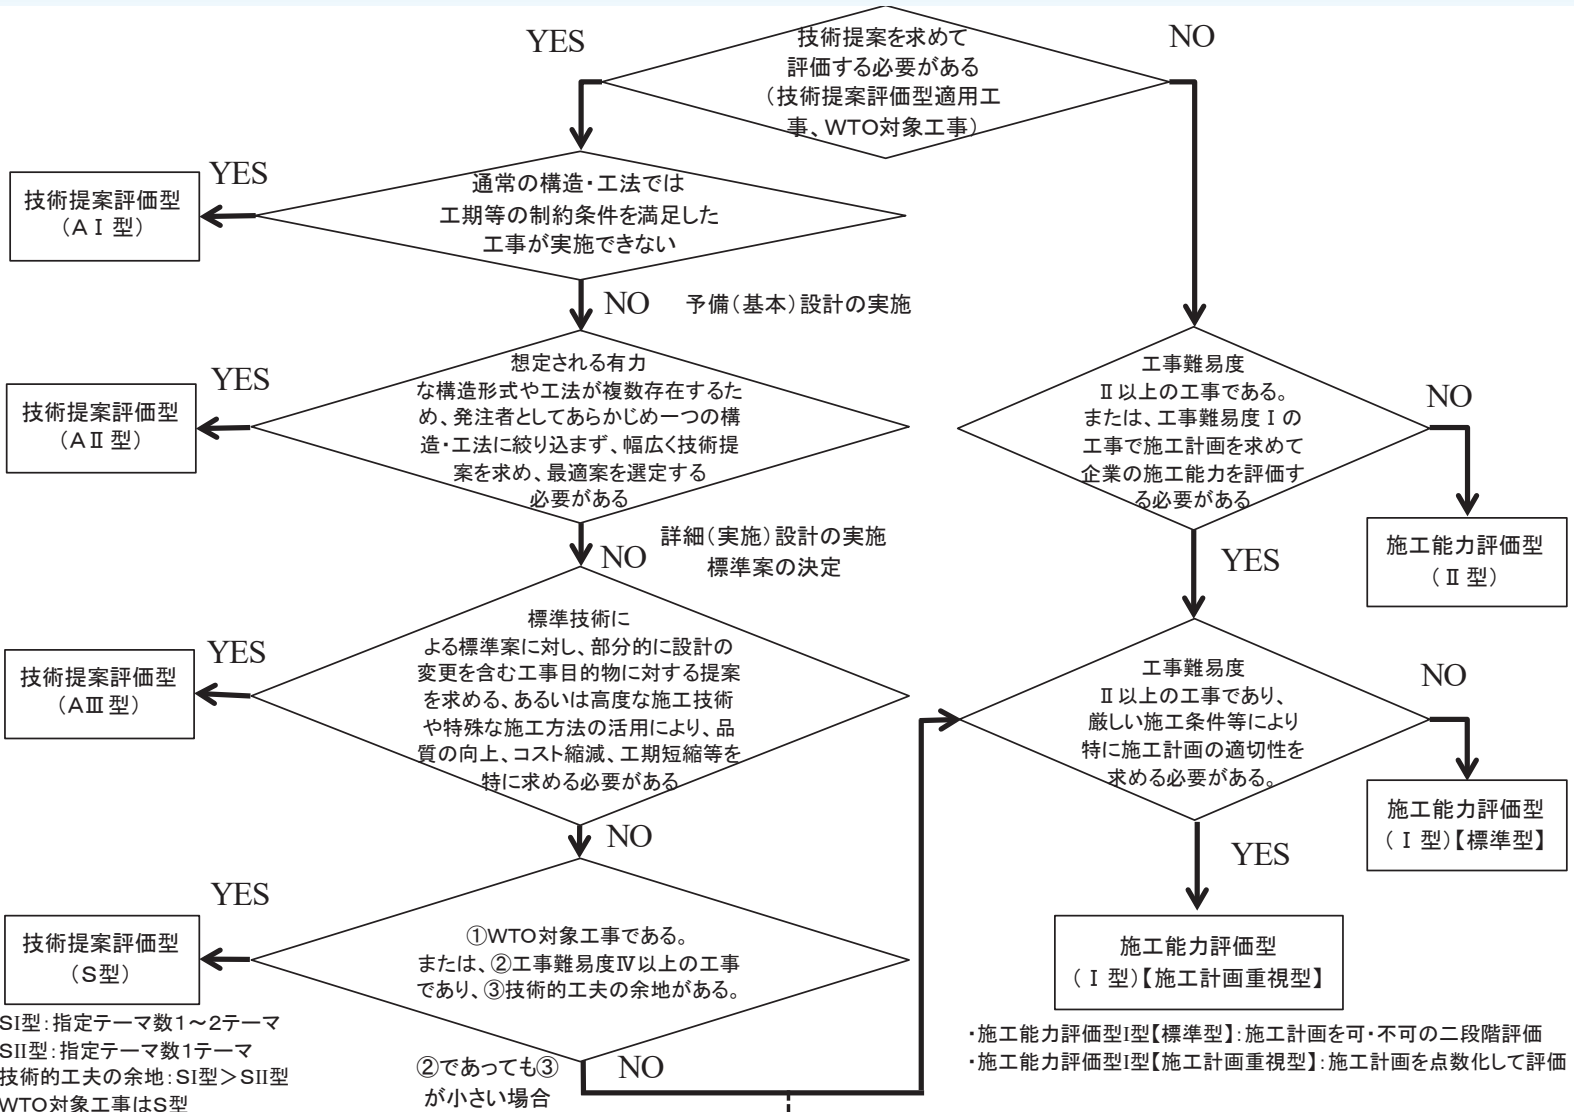 YES
技術提案を求めて
評価する必要がある
（技術提案評価型適用工
事、WTO対象工事）
NO
YES
技術提案評価型
（AⅠ型）
通常の構造・工法では
工期等の制約条件を満足した
工事が実施できない
NO
予備（基本）設計の実施
YES
技術提案評価型
（AⅡ型）
想定される有力
な構造形式や工法が複数存在するた
め、発注者としてあらかじめ一つの構
造・工法に絞り込まず、幅広く技術提
案を求め、最適案を選定する
必要がある
工事難易度
Ⅱ以上の工事である。
または、工事難易度Ⅰの
工事で施工計画を求めて
企業の施工能力を評価す
る必要がある
NO
施工能力評価型
（Ⅱ型）
NO
詳細（実施）設計の実施
標準案の決定
YES
YES
技術提案評価型
（AⅢ型）
標準技術に
よる標準案に対し、部分的に設計の
変更を含む工事目的物に対する提案
を求める、あるいは高度な施工技術
や特殊な施工方法の活用により、品
質の向上、コスト縮減、工期短縮等を
特に求める必要がある
工事難易度
Ⅱ以上の工事であり、
厳しい施工条件等により
特に施工計画の適切性を
求める必要がある。
NO
施工能力評価型
（Ⅰ型）【標準型】
NO
YES
YES
技術提案評価型
（S型）
①WTO対象工事である。
または、②工事難易度Ⅳ以上の工事
であり、③技術的工夫の余地がある。
施工能力評価型
（Ⅰ型）【施工計画重視型】
SI型：指定テーマ数1～2テーマ
SII型：指定テーマ数1テーマ
技術的工夫の余地：SI型＞SII型
WTO対象工事はS型
②であっても③
が小さい場合
NO
・施工能力評価型I型【標準型】：施工計画を可・不可の二段階評価
・施工能力評価型I型【施工計画重視型】：施工計画を点数化して評価